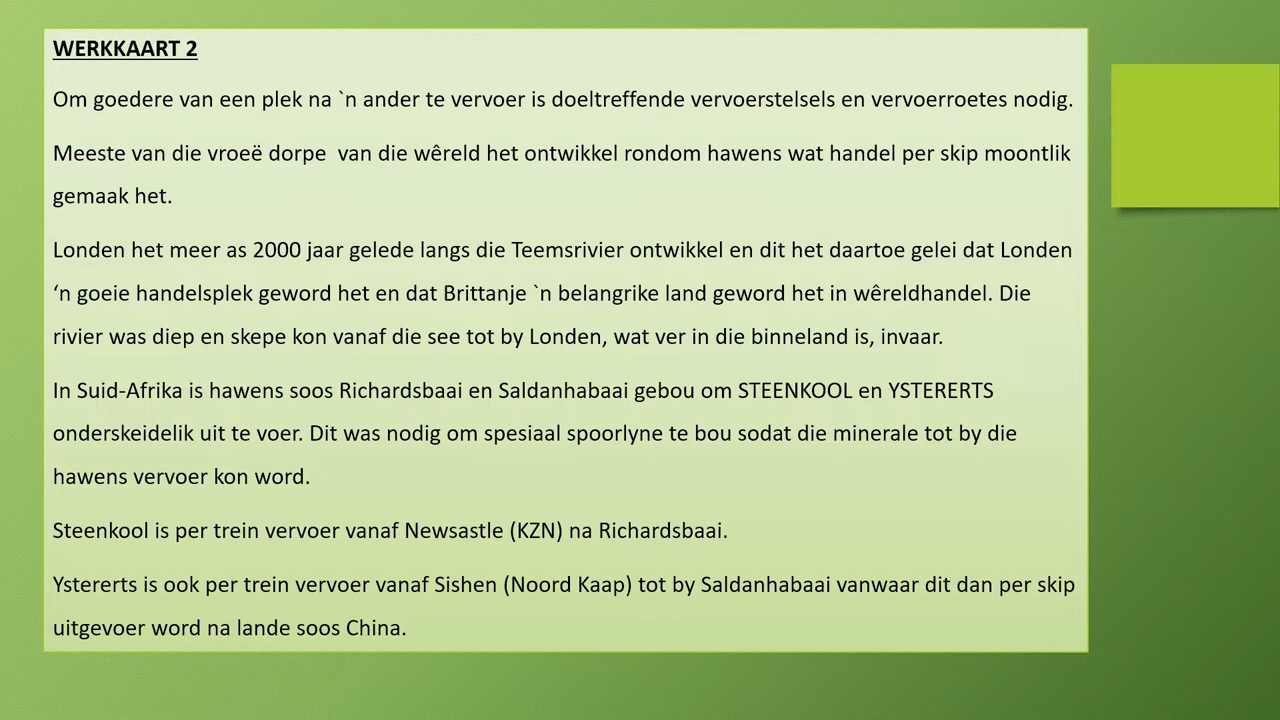 WERKKAART 2
Om goedere van een plek na `n ander te vervoer is doeltreffende vervoerstelsels en vervoerroetes nodig.
Meeste van die vroeë dorpe  van die wêreld het ontwikkel rondom hawens wat handel per skip moontlik
gemaak het.
Londen het meer as 2000 jaar gelede langs die Teemsrivier ontwikkel en dit het daartoe gelei dat Londen
‘n goeie handelsplek geword het en dat Brittanje `n belangrike land geword het in wêreldhandel. Die
rivier was diep en skepe kon vanaf die see tot by Londen, wat ver in die binneland is, invaar.
In Suid-Afrika is hawens soos Richardsbaai en Saldanhabaai gebou om STEENKOOL en YSTERERTS
onderskeidelik uit te voer. Dit was nodig om spesiaal spoorlyne te bou sodat die minerale tot by die
hawens vervoer kon word.
Steenkool is per trein vervoer vanaf Newsastle (KZN) na Richardsbaai.
Ystererts is ook per trein vervoer vanaf Sishen (Noord Kaap) tot by Saldanhabaai vanwaar dit dan per skip
uitgevoer word na lande soos China.